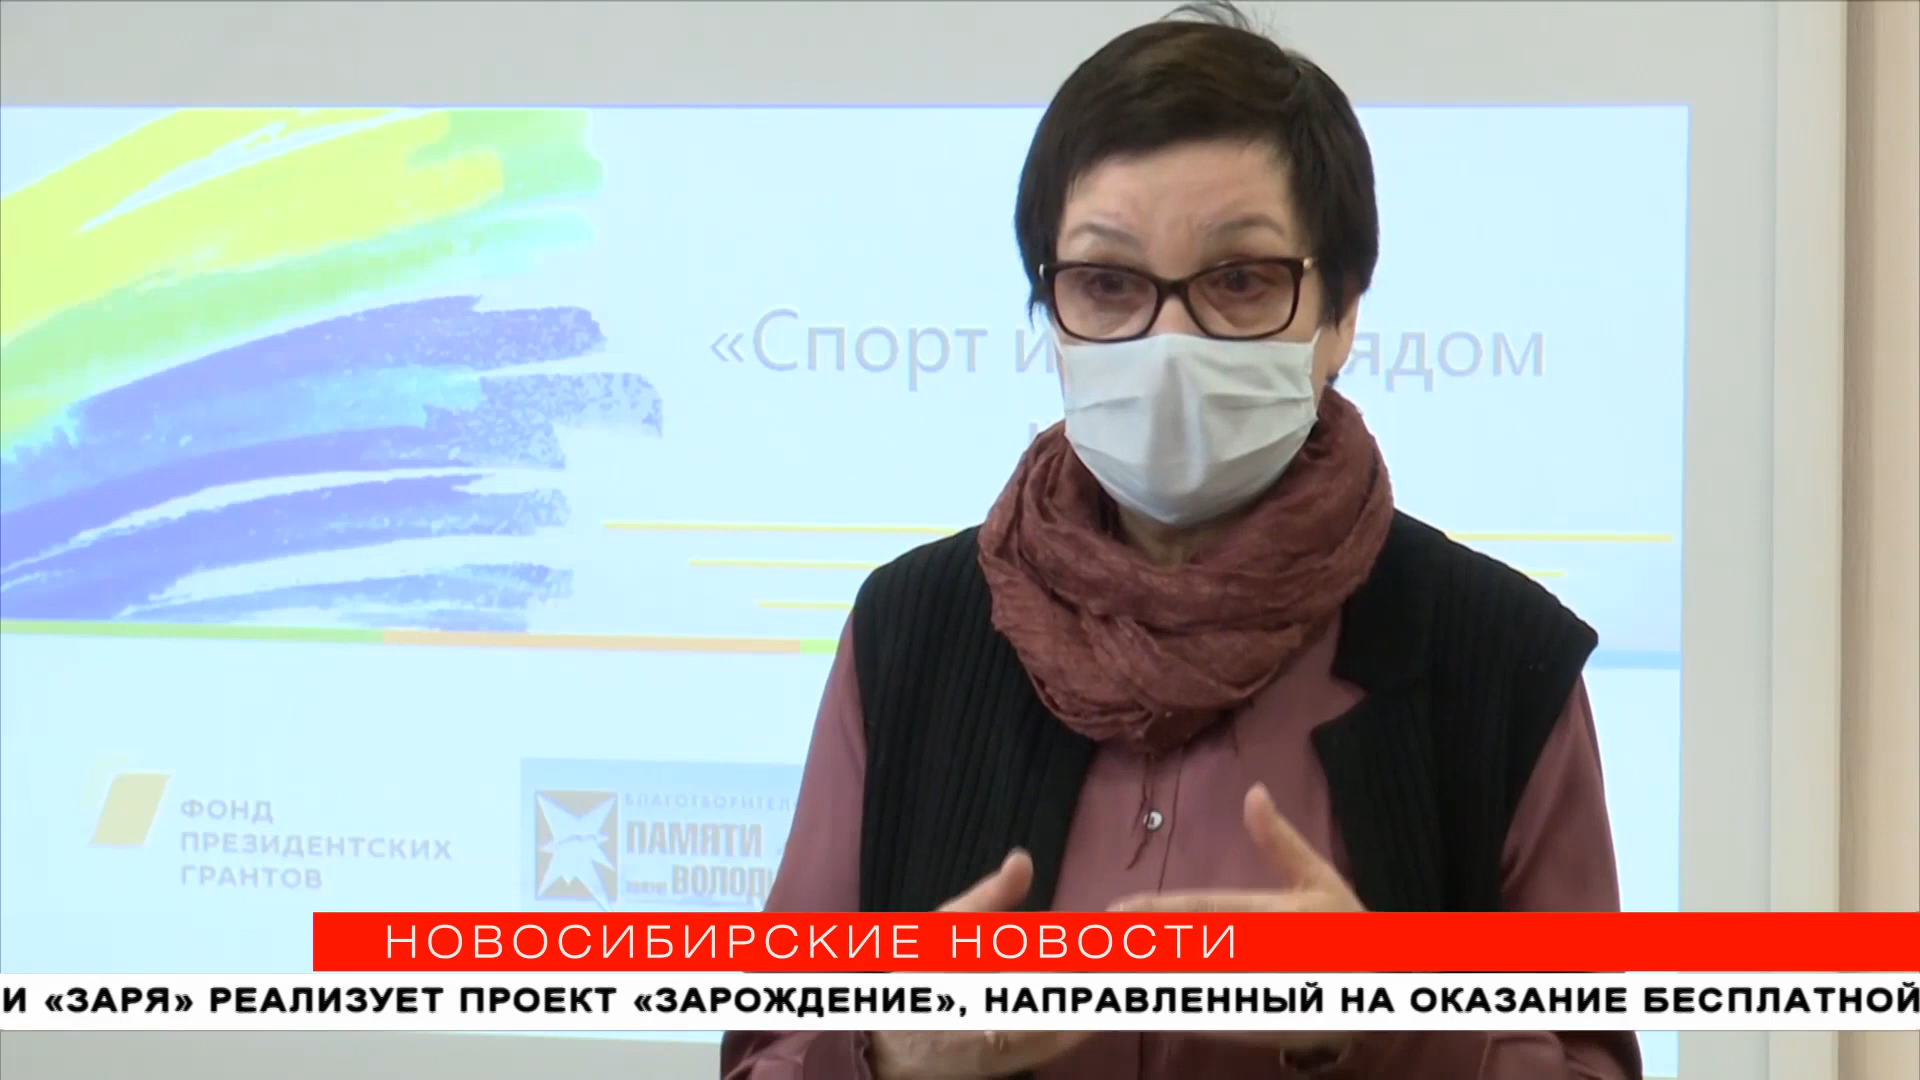 «Спорт и рядом
ФОНД
ПРЕЗИДЕНТСКИХ
ГРАНТОВ
ПАМЯТИ
НОВОСИБИРСКИЕ НОВОСТИ
И «ЗАРЯ» РЕАЛИЗУЕТ ПРОЕКТ «ЗАРОЖДЕНИЕ», НАПРАВЛЕННЫЙ НА ОКАЗАНИЕ БЕСПЛАТНОЙ